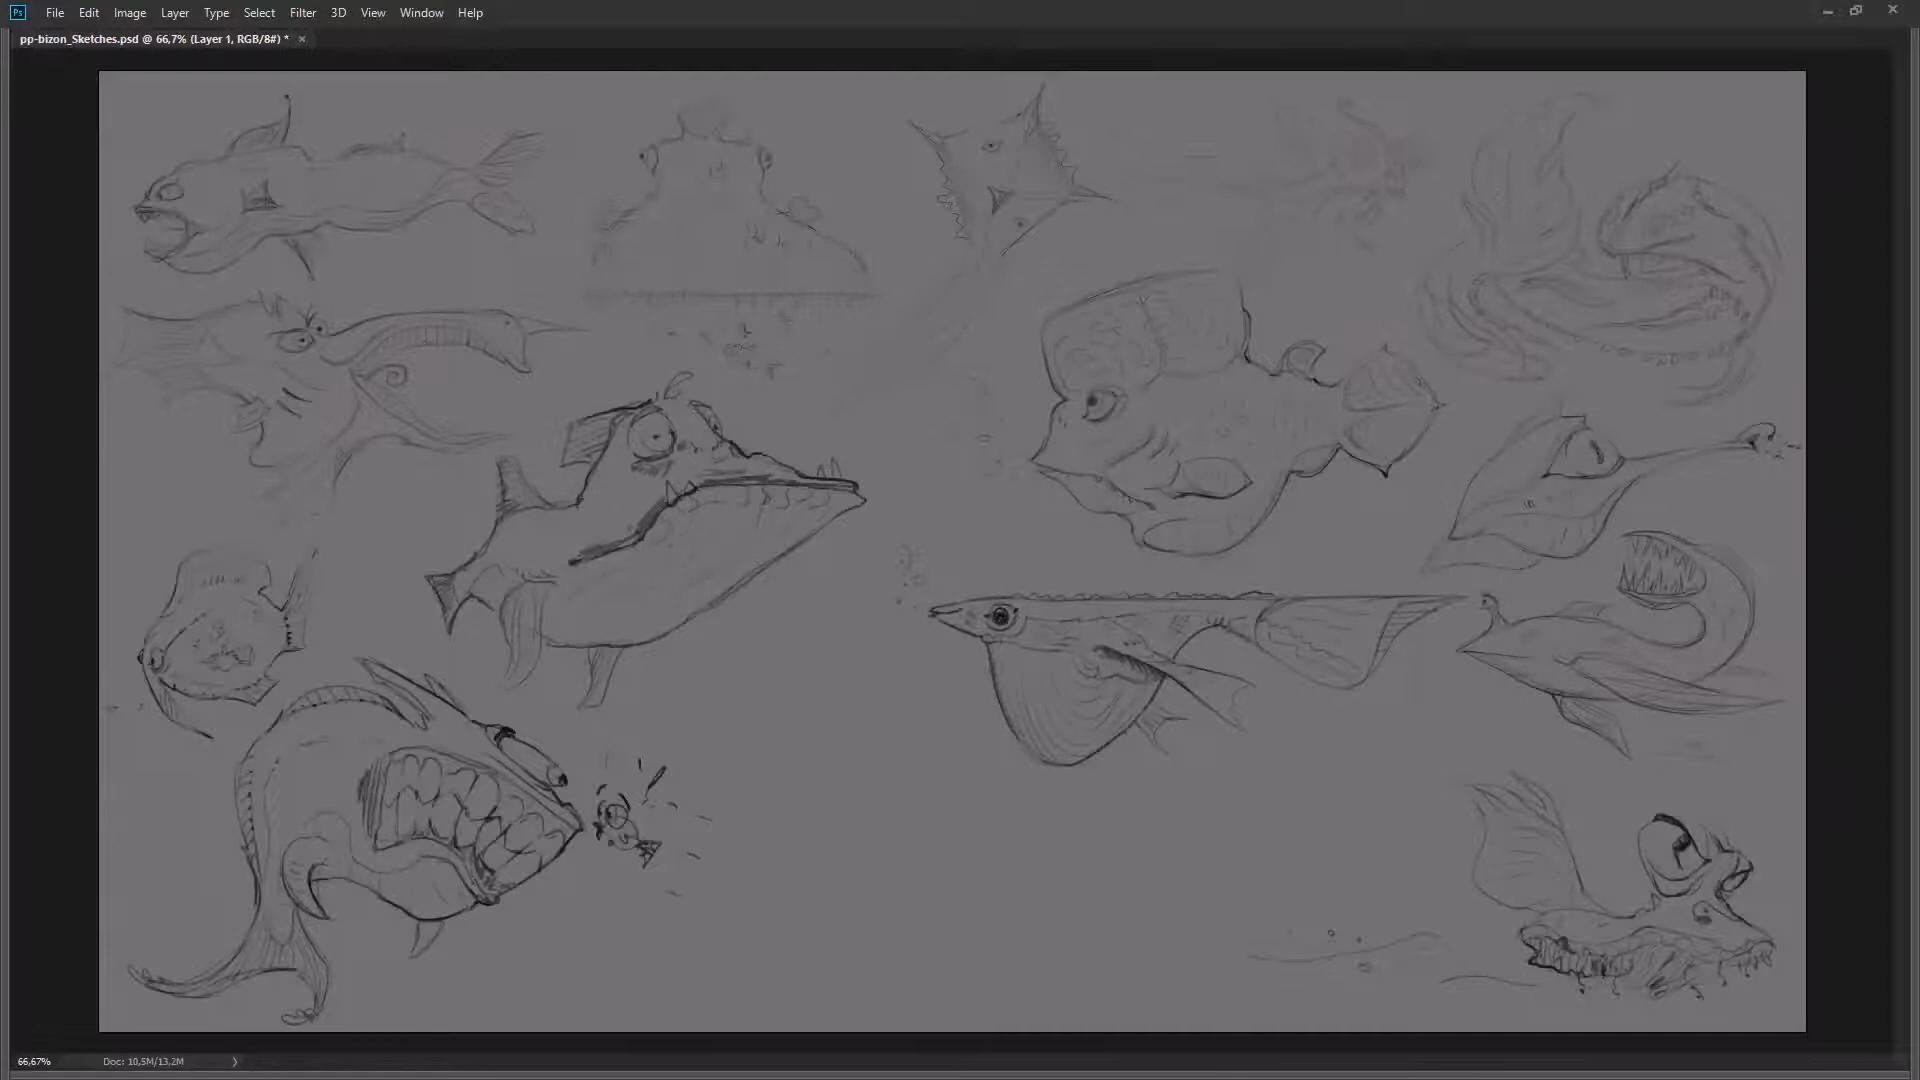 Ps File Edit Image Layer Type Select Filter 3D View Window Help
pp-bizon_Sketches.psd @ 66,7% (Layer 1, RGB/8#) *
66,67% Doc: 10,5M/13,2M